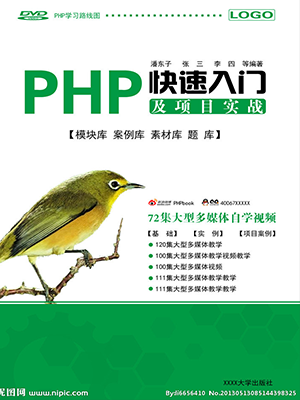 DVD PHP学习路线图 LOGO
潘东子 张 三 李 四 等编著
PHP 快速入门
及项目实战
【模块库 案例库 素材库 题 库】
PHPbook 40067XXXXX
72集大型多媒体自学视频
【基 础】 【实 例】 【项目案例】
• 120集大型多媒体教学
• 100集大型多媒体教学视频教学
• 100集大型多媒体视频
• 111集大型多媒体教学教学
• 111集大型多媒体教学教学
XXXX大学出版社
昵图网 www.nipic.com
By:li6656410 No:20130513085144398325